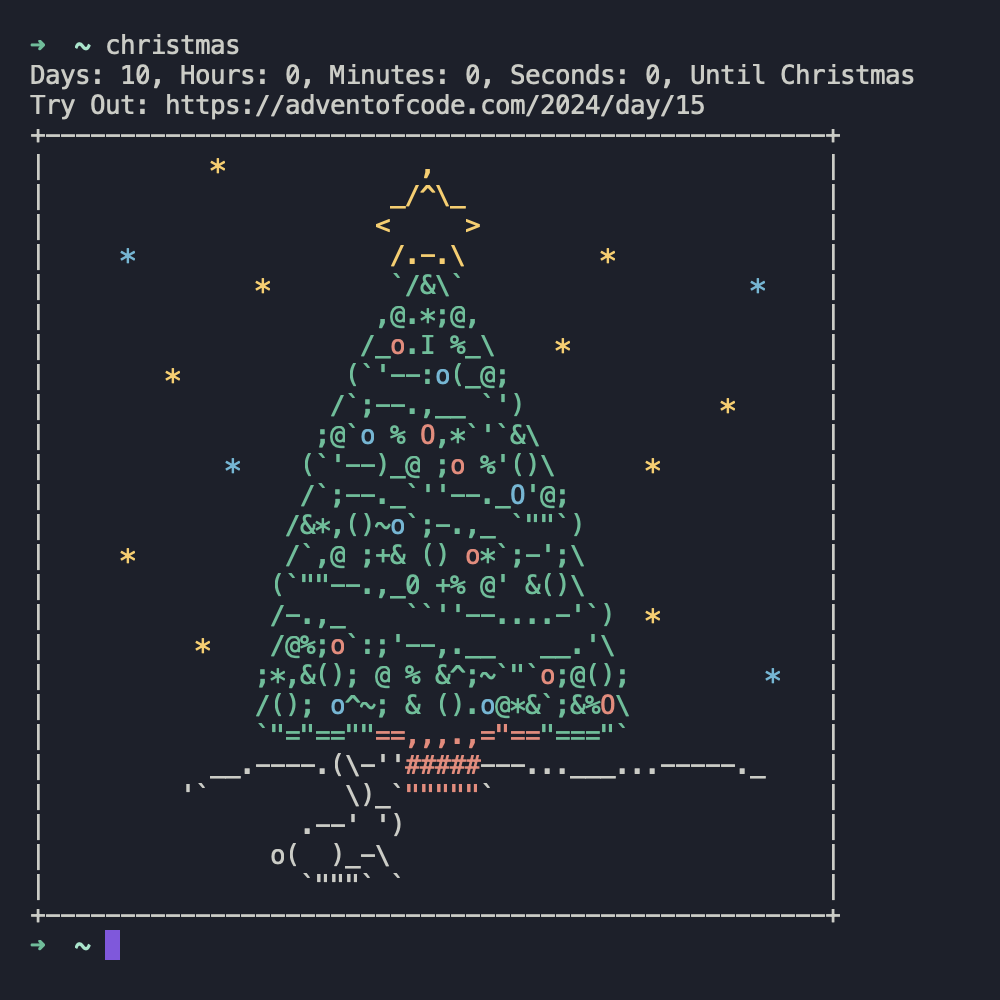 ➜  ~ christmas
Days: 10, Hours: 0, Minutes: 0, Seconds: 0, Until Christmas
Try Out: https://adventofcode.com/2024/day/15
+----------------------------------------------------+
|           *             ,                          |
|                       _/^\_                        |
|                      <     >                       |
|     *                 /.-.\         *              |
|              *        `/&\`                *       |
|                      ,@.*;@,                       |
|                     /_o.I %_\    *                 |
|        *           (`'--:o(_@;                     |
|                   /`;--.,__ `')             *      |
|                  ;@`o % O,*`'`&\                   |
|            *    (`'--)_@ ;o %'()\      *           |
|                 /`;--._`''--._O'@;                 |
|                /&*,()~o`;-.,_ `""`)                |
|     *          /`,@ ;+& () o*`;-';\                |
|               (`""--.,_0 +% @' &()\                |
|               /-.,_    ``''--....-'`)  *           |
|          *    /@%;o`:;'--,.__   __.'\              |
|              ;*,&(); @ % &^;~`"`o;@();         *   |
|              /(); o^~; & ().o@*&`;&%O\             |
|              `"="==""==,,,.,="=="==="`             |
|           __.----.(\-''#####---...___...-----._    |
|         '`         \)_`"""""`                      |
|                 .--' ')                            |
|               o(  )_-\                             |
|                 `"""` `                            |
+----------------------------------------------------+
➜  ~